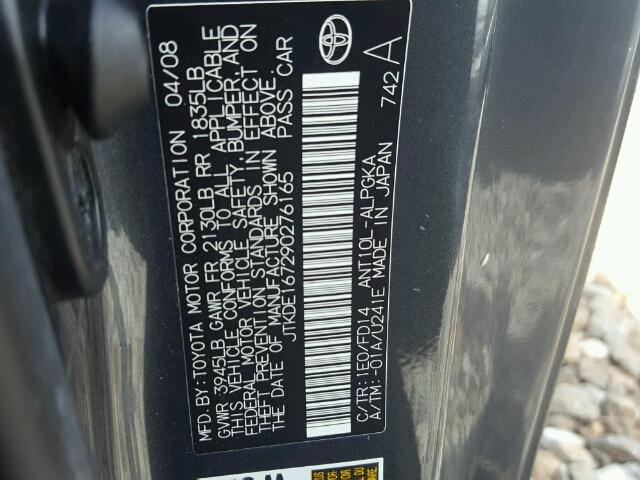 MFD. BY: TOYOTA MOTOR CORPORATION 04/08
GVWR 3945LB GAWR FR 2130LB RR 1835LB
THIS VEHICLE CONFORMS TO ALL APPLICABLE
FEDERAL MOTOR VEHICLE SAFETY, BUMPER, AND
THEFT PREVENTION STANDARDS IN EFFECT ON
THE DATE OF MANUFACTURE SHOWN ABOVE.
JTKDE167290276165 PASS CAR
C/TR: 1E0/FD14 ANT10L-ALPGKA 742 A
A/TM: -01A/U241E MADE IN JAPAN